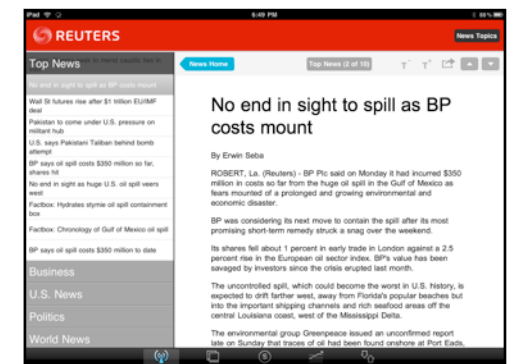 iPad
6:49 PM
88%
REUTERS
News Topics
Top News
No end in sight to spill as BP costs mount
Wall St futures rise after $1 trillion EU/IMF
deal
Pakistan to come under U.S. pressure on
militant hub
U.S. says Pakistani Taliban behind bomb
attempt
BP says oil spill costs $350 million so far,
shares hit
No end in sight as huge U.S. oil spill veers
west
Factbox: Hydrates stymie oil spill containment
box
Factbox: Chronology of Gulf of Mexico oil spill
BP says oil spill costs $350 million to date
Business
U.S. News
Politics
World News
News Home
Top News (2 of 10)
T-
T+
No end in sight to spill as BP
costs mount
By Erwin Seba
ROBERT, La. (Reuters) - BP Plc said on Monday it had incurred $350
million in costs so far from the huge oil spill in the Gulf of Mexico as
fears mounted of a prolonged and growing environmental and
economic disaster.
BP was considering its next move to contain the spill after its most
promising short-term remedy struck a snag over the weekend.
Its shares fell about 1 percent in early trade in London against a 2.5
percent rise in the European oil sector index. BP's value has been
savaged by investors since the crisis erupted last month.
The uncontrolled spill, which could become the worst in U.S. history, is
expected to drift farther west, away from Florida's popular beaches but
into the important shipping channels and rich seafood areas off the
central Louisiana coast, west of the Mississippi Delta.
The environmental group Greenpeace issued an unconfirmed report
late on Sunday that traces of oil had been found onshore at Port Eads,